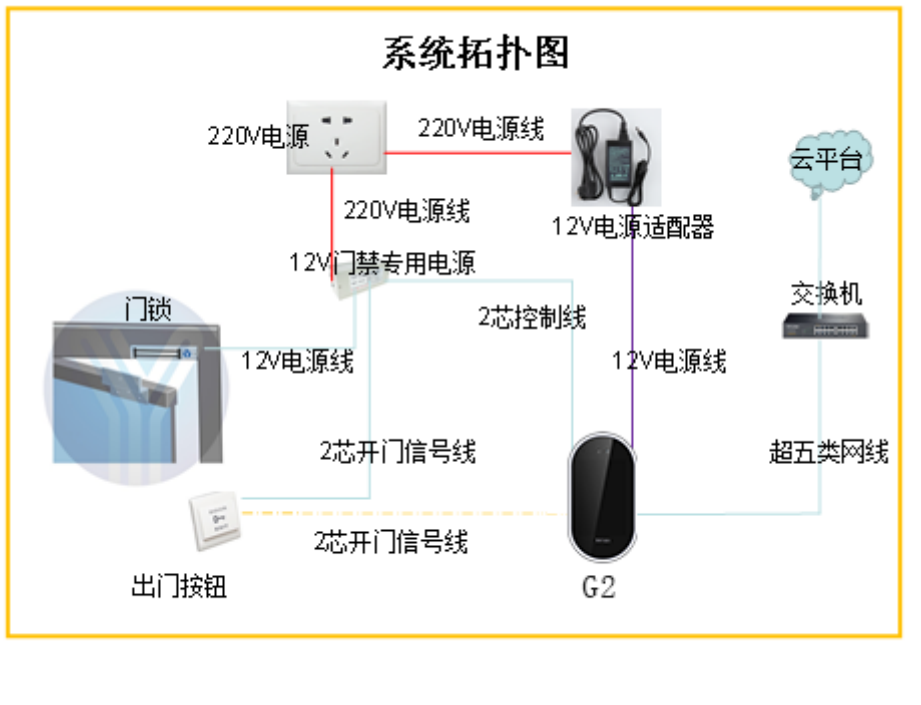 系统拓扑图
220V电源
220V电源线
云平台
220V电源线
12V电源适配器
12V门禁专用电源
门锁
2芯控制线
交换机
12V电源线
12V电源线
2芯开门信号线
超五类网线
2芯开门信号线
出门按钮
G2